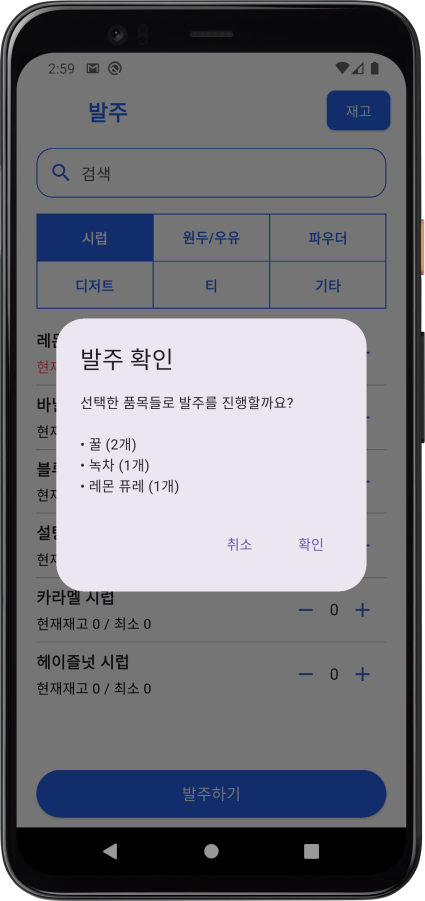 2:59
발주
재고
검색
시럽
원두/우유
파우더
디저트
티
기타
발주 확인
선택한 품목들로 발주를 진행할까요?
• 꿀 (2개)
• 녹차 (1개)
• 레몬 퓨레 (1개)
취소
확인
카라멜 시럽
현재재고 0 / 최소 0
0
헤이즐넛 시럽
현재재고 0 / 최소 0
0
발주하기